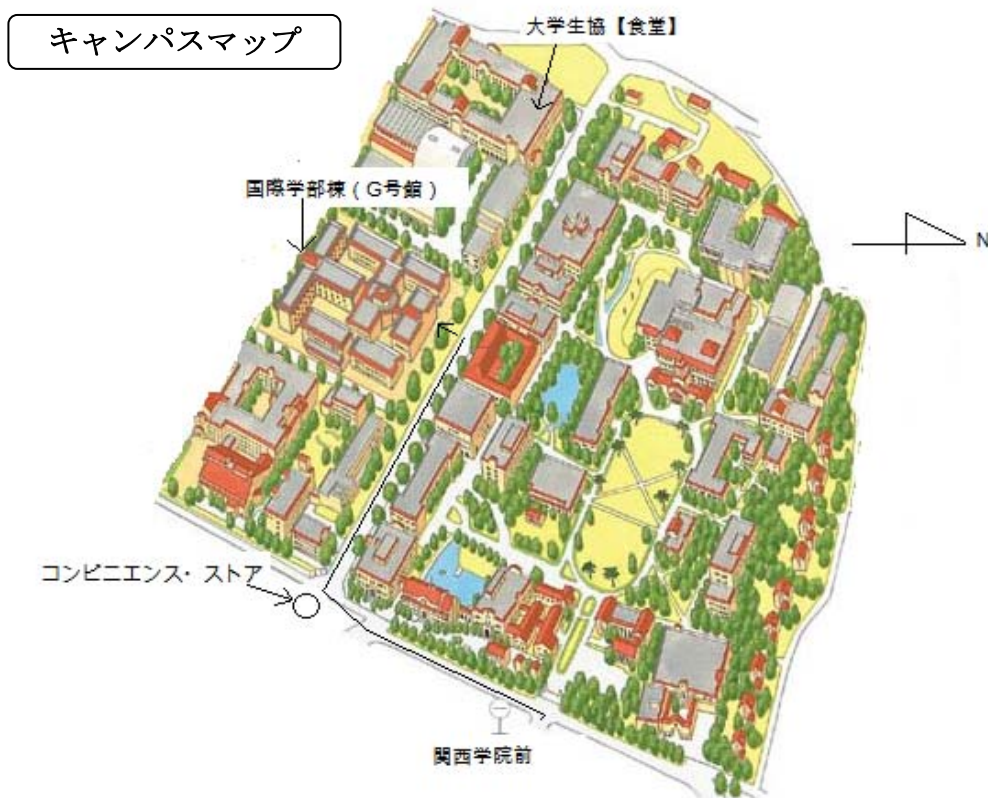 キャンパスマップ
大学生協【食堂】
国際学部棟（G号館）
N
コンビニエンス・ストア
関西学院前